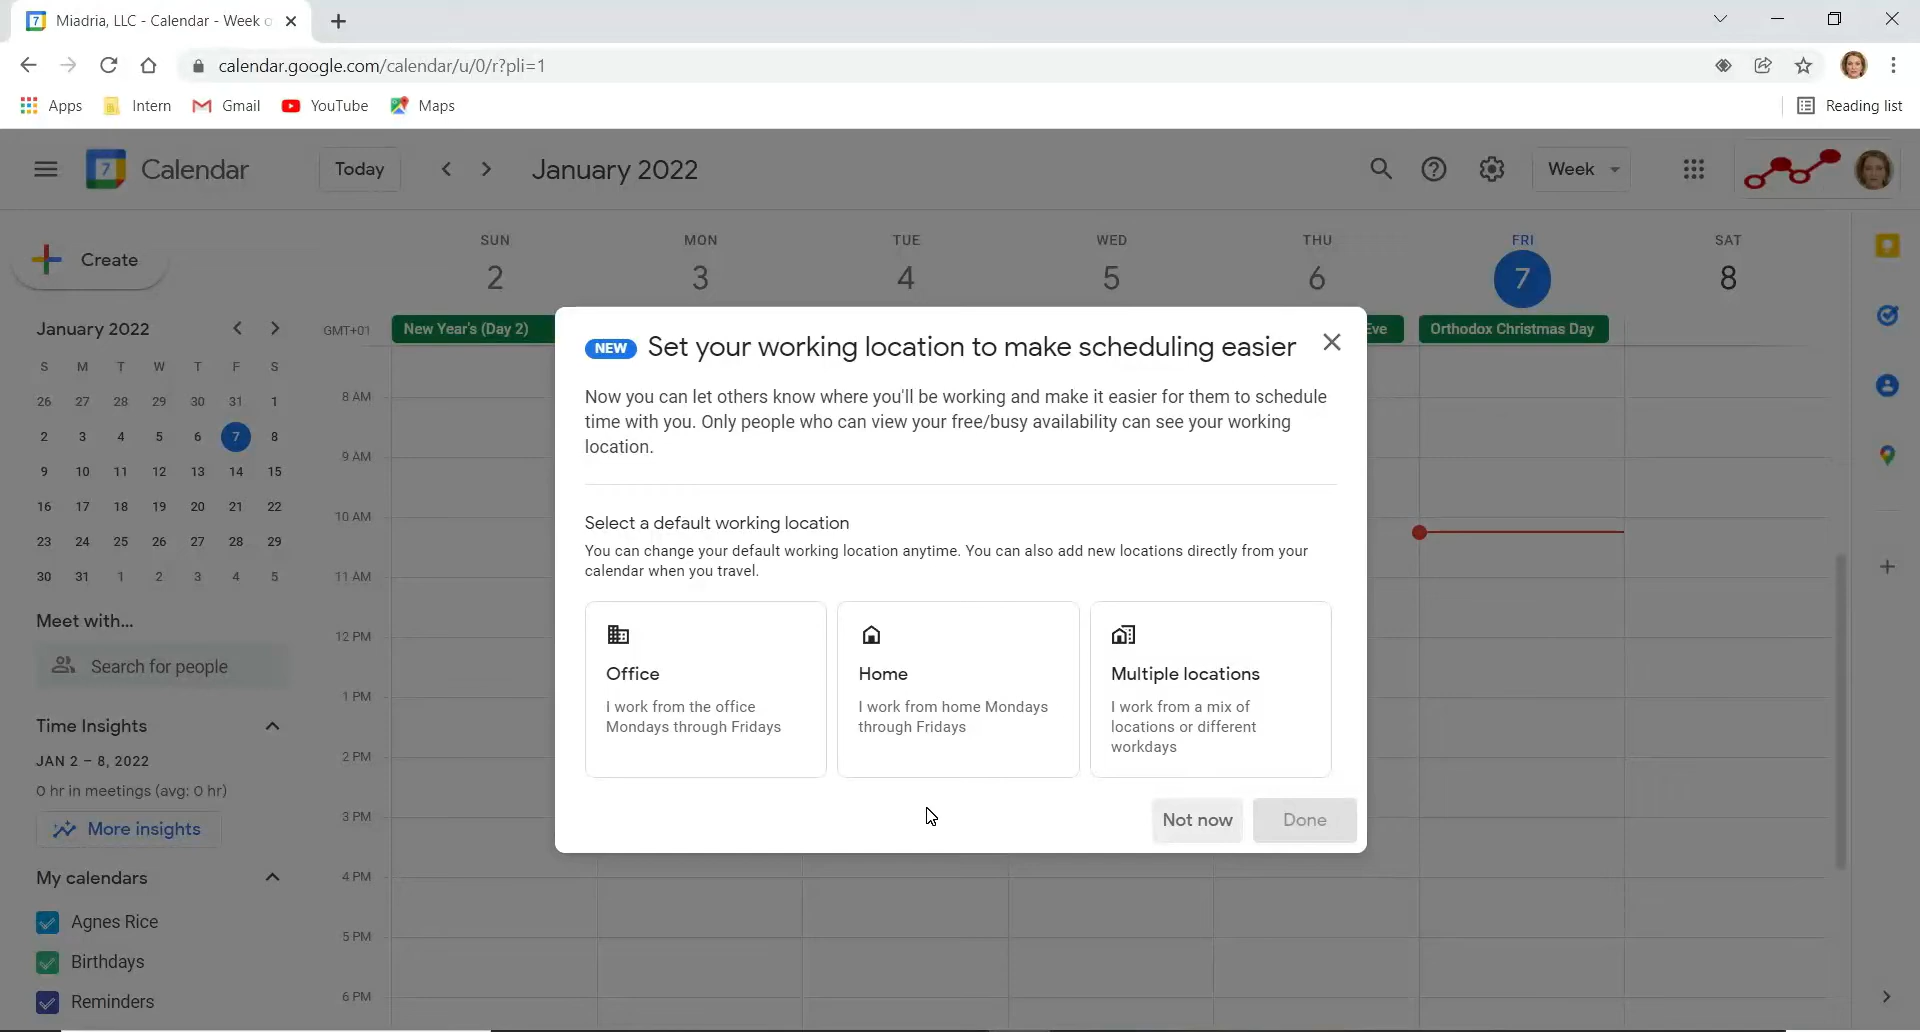 7 Miadria, LLC - Calendar - Week o
calendar.google.com/calendar/u/0/r?pli=1
Apps Intern Gmail YouTube Maps Reading list
7 Calendar Today January 2022 Week
Create
SUN MON TUE WED THU FRI SAT
2 3 4 5 6 7 8
GMT+01 New Year's (Day 2) Eve Orthodox Christmas Day
January 2022
S M T W T F S
26 27 28 29 30 31 1
2 3 4 5 6 7 8
9 10 11 12 13 14 15
16 17 18 19 20 21 22
23 24 25 26 27 28 29
30 31 1 2 3 4 5
Meet with...
Search for people
Time Insights
JAN 2 – 8, 2022
0 hr in meetings (avg: 0 hr)
More insights
My calendars
Agnes Rice
Birthdays
Reminders
8 AM
9 AM
10 AM
11 AM
12 PM
1 PM
2 PM
3 PM
4 PM
5 PM
6 PM
NEW Set your working location to make scheduling easier
Now you can let others know where you'll be working and make it easier for them to schedule
time with you. Only people who can view your free/busy availability can see your working
location.
Select a default working location
You can change your default working location anytime. You can also add new locations directly from your
calendar when you travel.
Office
I work from the office
Mondays through Fridays
Home
I work from home Mondays
through Fridays
Multiple locations
I work from a mix of
locations or different
workdays
Not now Done